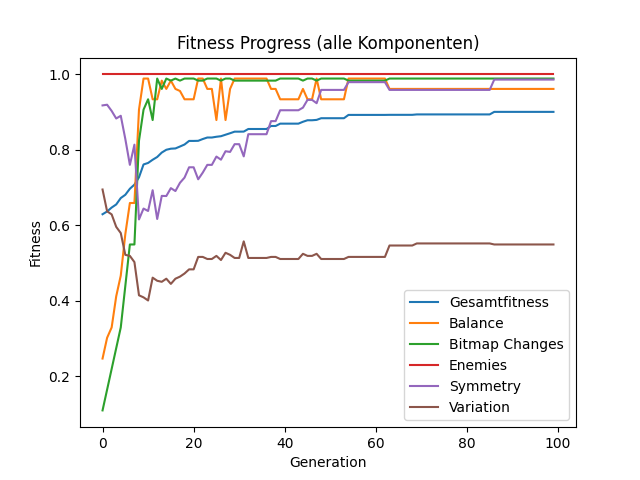 Fitness Progress (alle Komponenten)
Fitness
1.0
0.8
0.6
0.4
0.2
0 20 40 60 80 100
Generation
Gesamtfitness
Balance
Bitmap Changes
Enemies
Symmetry
Variation